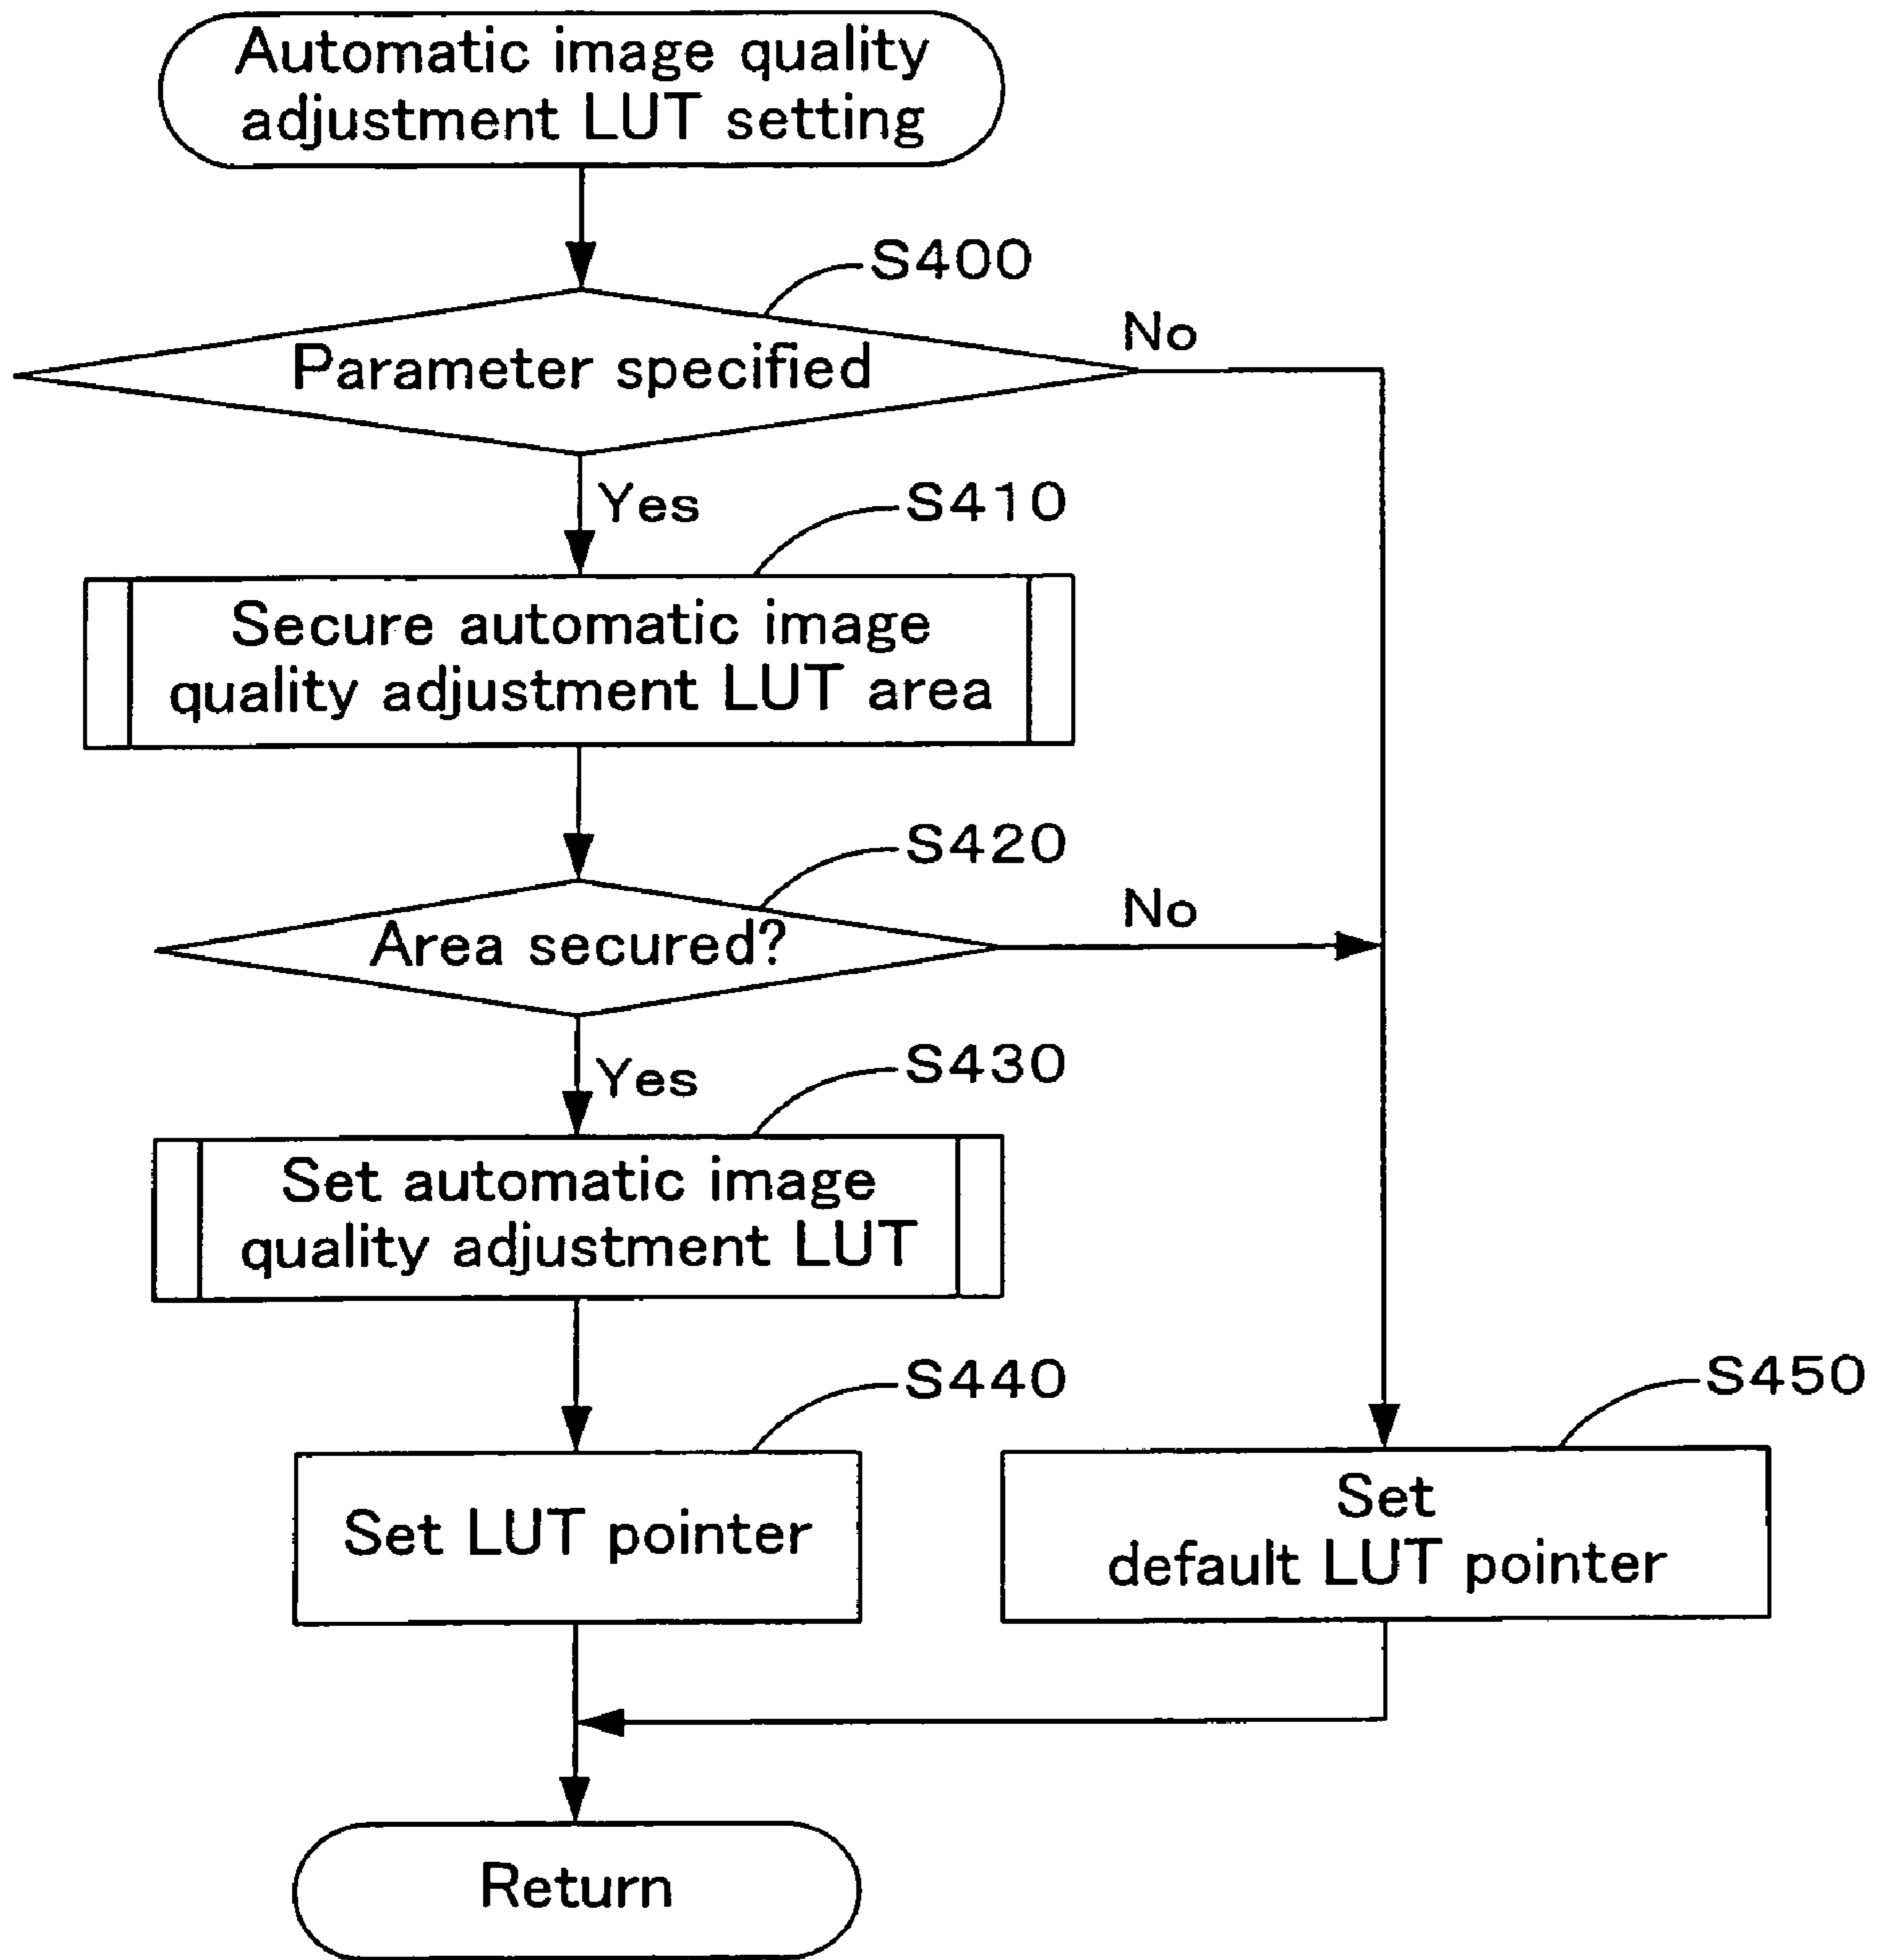 Automatic image quality
adjustment LUT setting
S400
No
Parameter specified
Yes
S410
Secure automatic image
quality adjustment LUT area
S420
No
Area secured?
Yes
S430
Set automatic image
quality adjustment LUT
S440
S450
Set LUT pointer
Set
default LUT pointer
Return